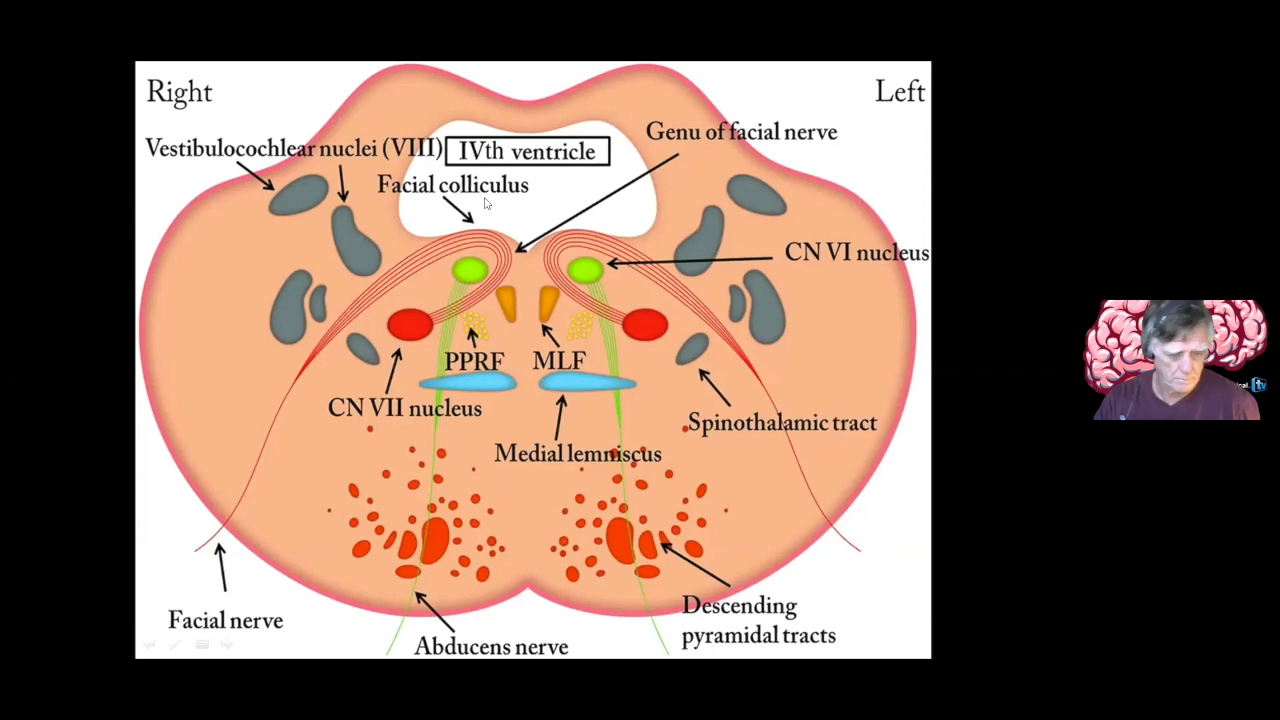 Right
Left
Genu of facial nerve
Vestibulocochlear nuclei (VIII)
IVth ventricle
Facial colliculus
CN VI nucleus
PPRF
MLF
CN VII nucleus
Spinothalamic tract
Medial lemniscus
Descending
pyramidal tracts
Facial nerve
Abducens nerve
tv